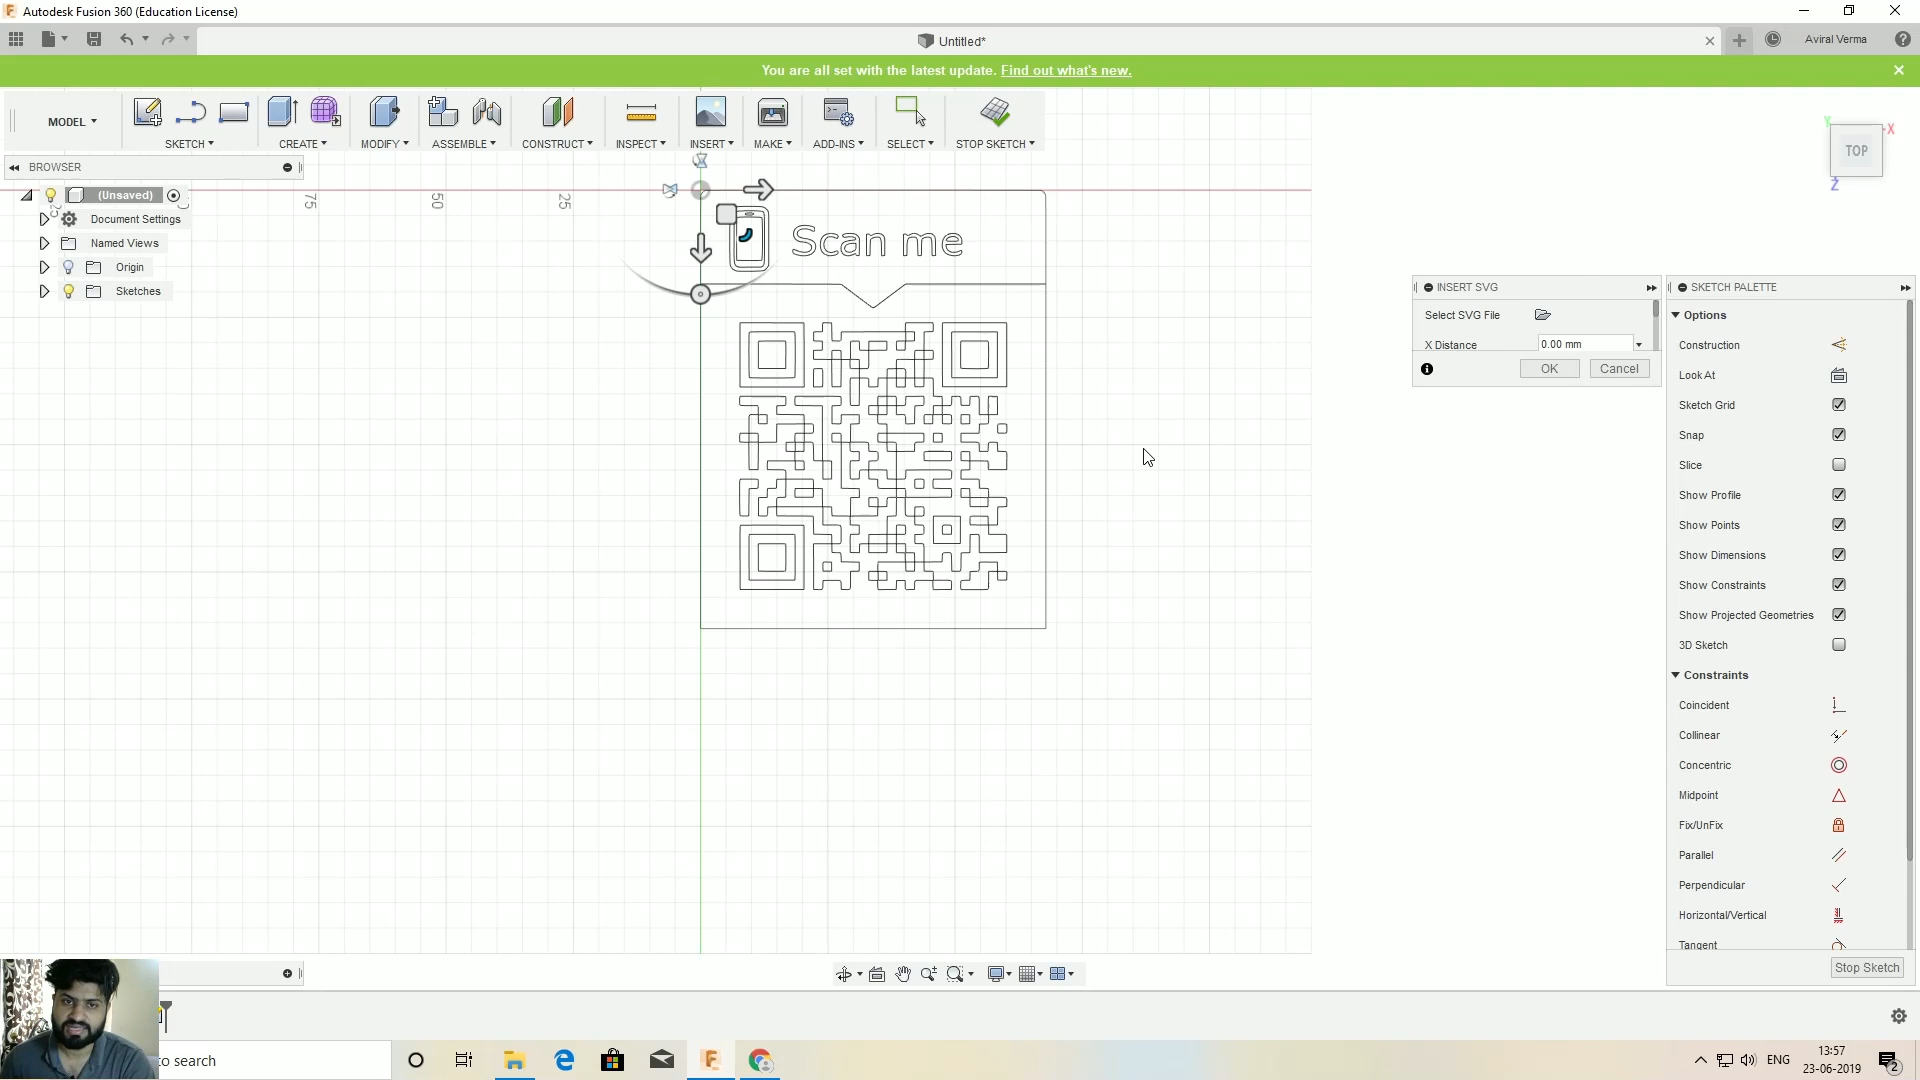 Autodesk Fusion 360 (Education License)
Untitled*
Aviral Verma
You are all set with the latest update. Find out what's new.
MODEL
SKETCH
CREATE
MODIFY
ASSEMBLE
CONSTRUCT
INSPECT
INSERT
MAKE
ADD-INS
SELECT
STOP SKETCH
TOP
X
Y
Z
BROWSER
(Unsaved)
Document Settings
Named Views
Origin
Sketches
75
50
25
Scan me
INSERT SVG
Select SVG File
X Distance
0.00 mm
OK
Cancel
SKETCH PALETTE
Options
Construction
Look At
Sketch Grid
Snap
Slice
Show Profile
Show Points
Show Dimensions
Show Constraints
Show Projected Geometries
3D Sketch
Constraints
Coincident
Collinear
Concentric
Midpoint
Fix/UnFix
Parallel
Perpendicular
Horizontal/Vertical
Tangent
Stop Sketch
to search
ENG
13:57
23-06-2019
2